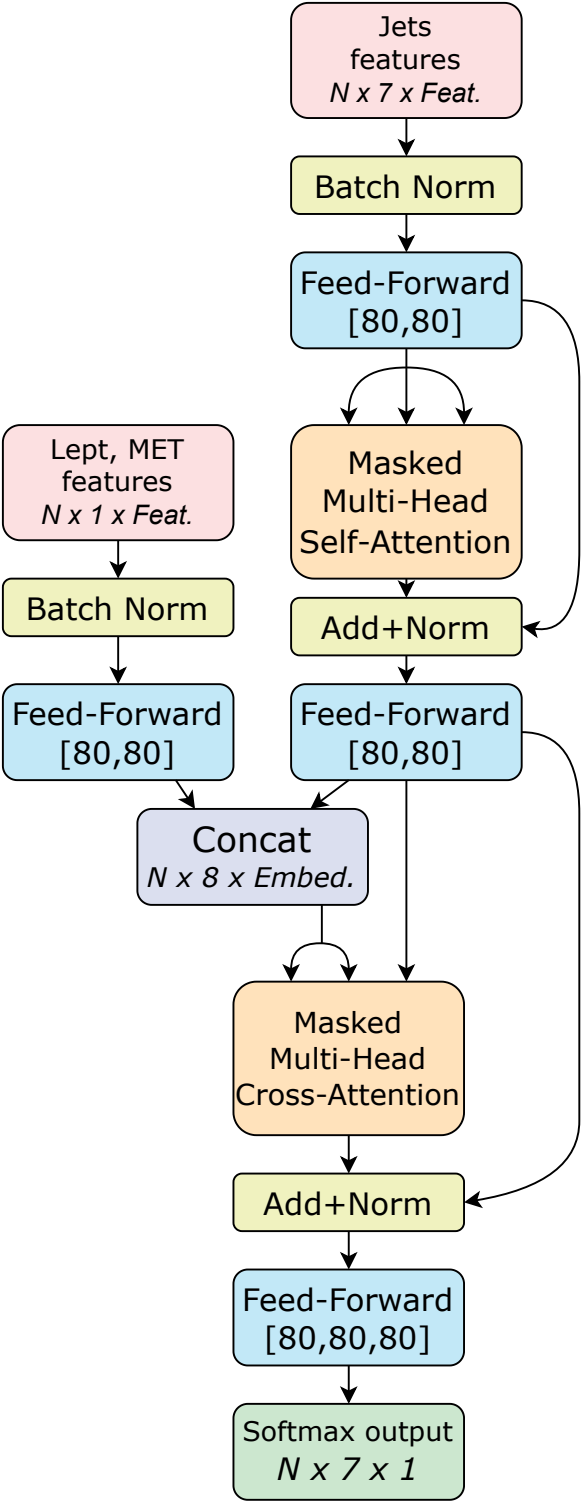 Jets
features
N x 7 x Feat.
Batch Norm
Feed-Forward
[80,80]
Masked
Multi-Head
Self-Attention
Lept, MET
features
N x 1 x Feat.
Batch Norm
Add+Norm
Feed-Forward
[80,80]
Feed-Forward
[80,80]
Concat
N x 8 x Embed.
Masked
Multi-Head
Cross-Attention
Add+Norm
Feed-Forward
[80,80,80]
Softmax output
N x 7 x 1